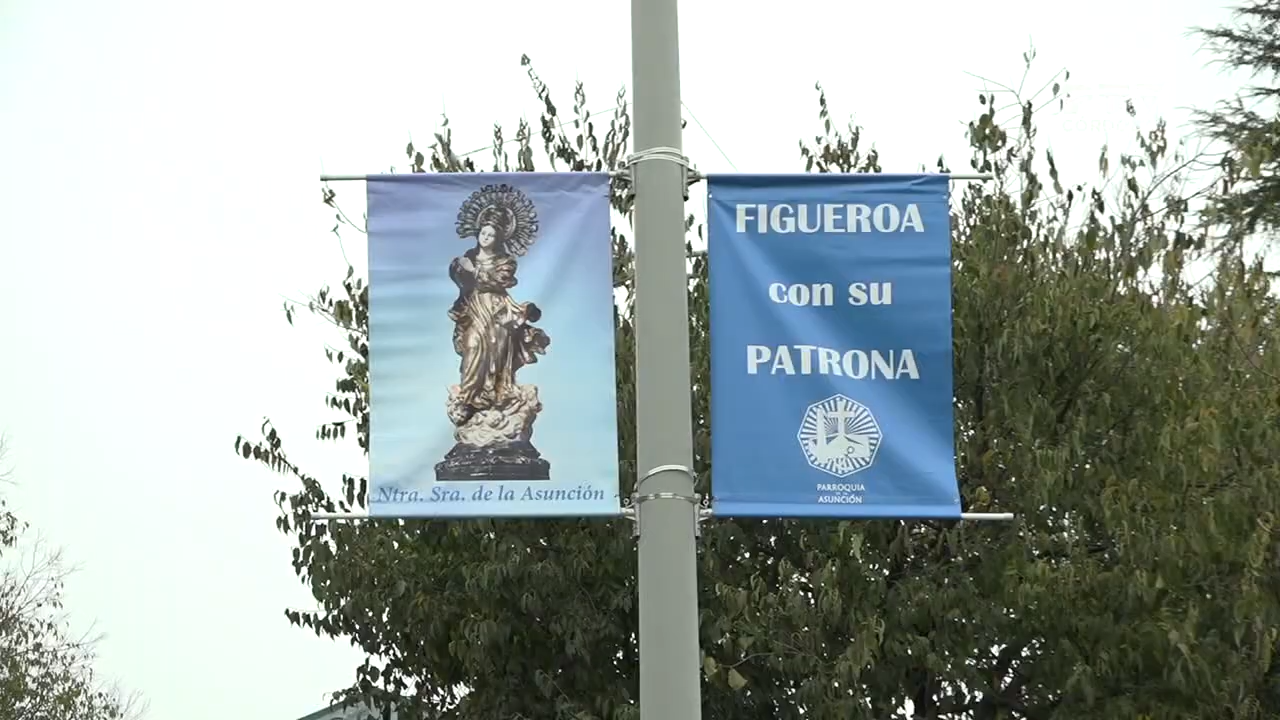 Ntra. Sra. de la Asunción
FIGUEROA
con su
PATRONA
PARROQUIA
ASUNCIÓN